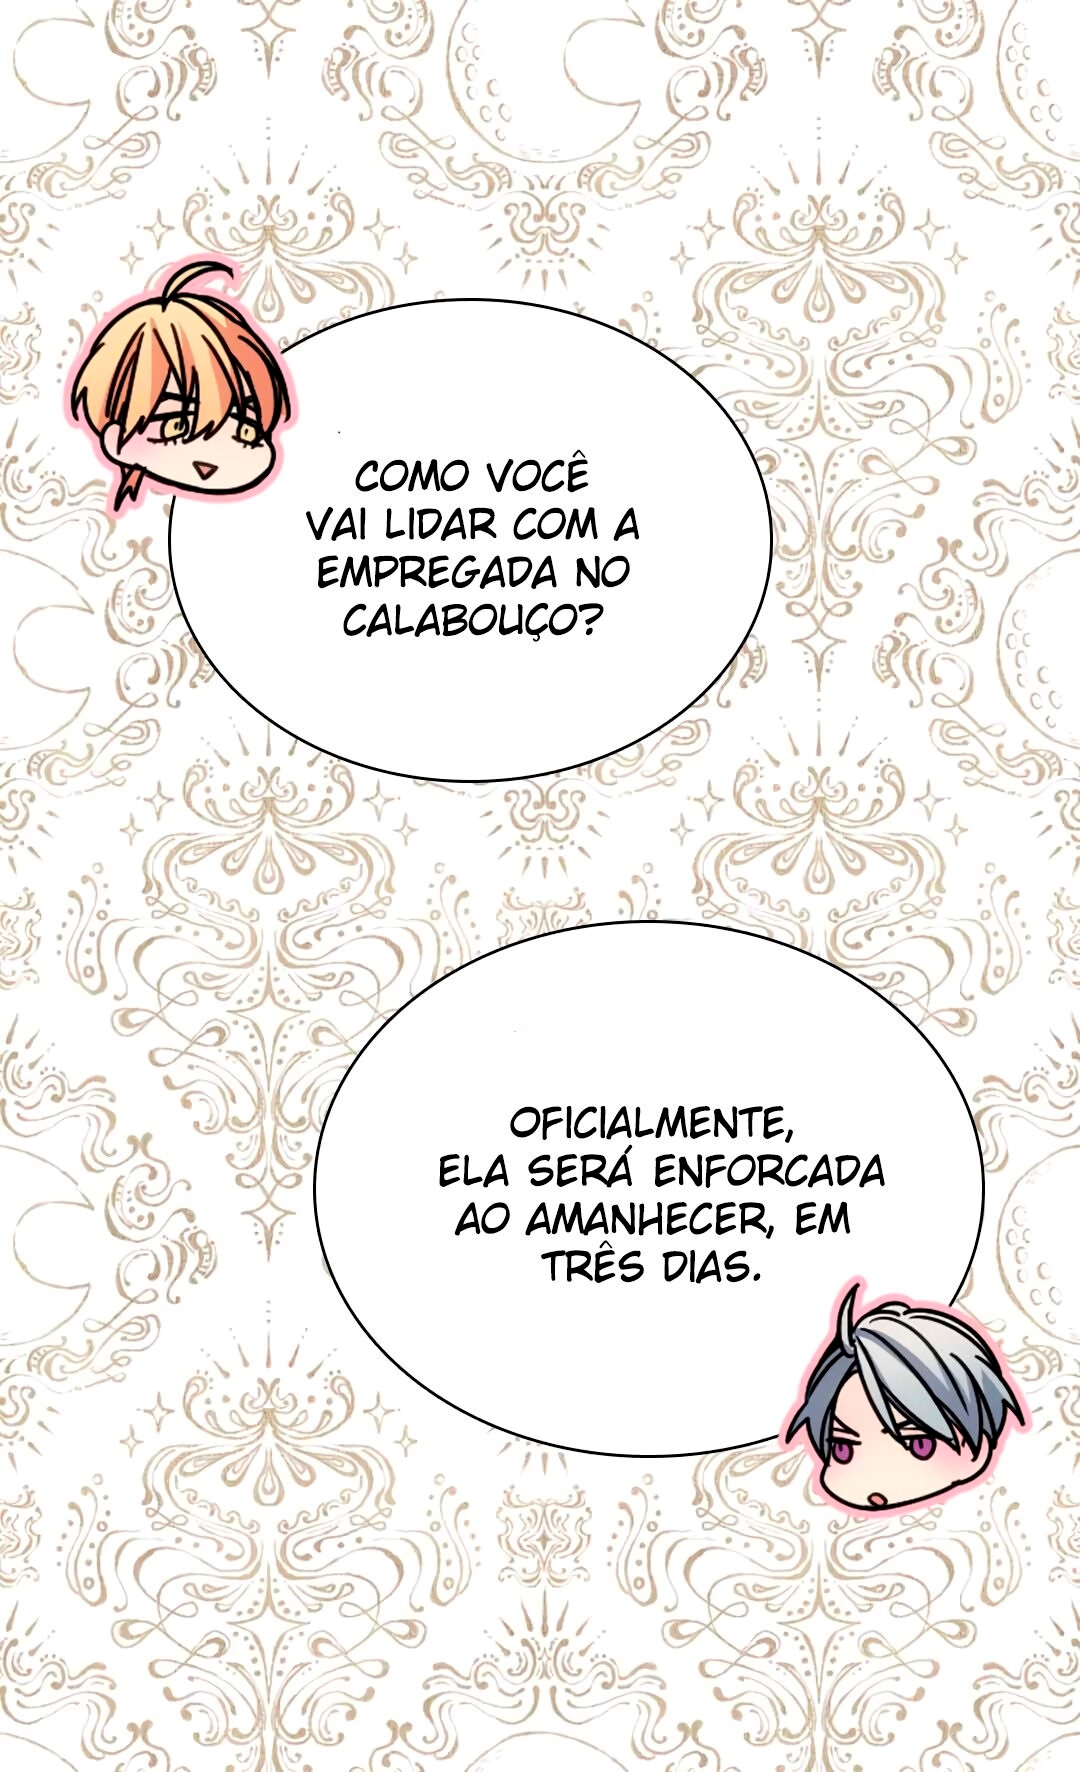 COMO VOCÊ
VAI LIDAR COM A
EMPREGADA NO
CALABOUÇO?
OFICIALMENTE,
ELA SERÁ ENFORCADA
AO AMANHECER, EM
TRÊS DIAS.